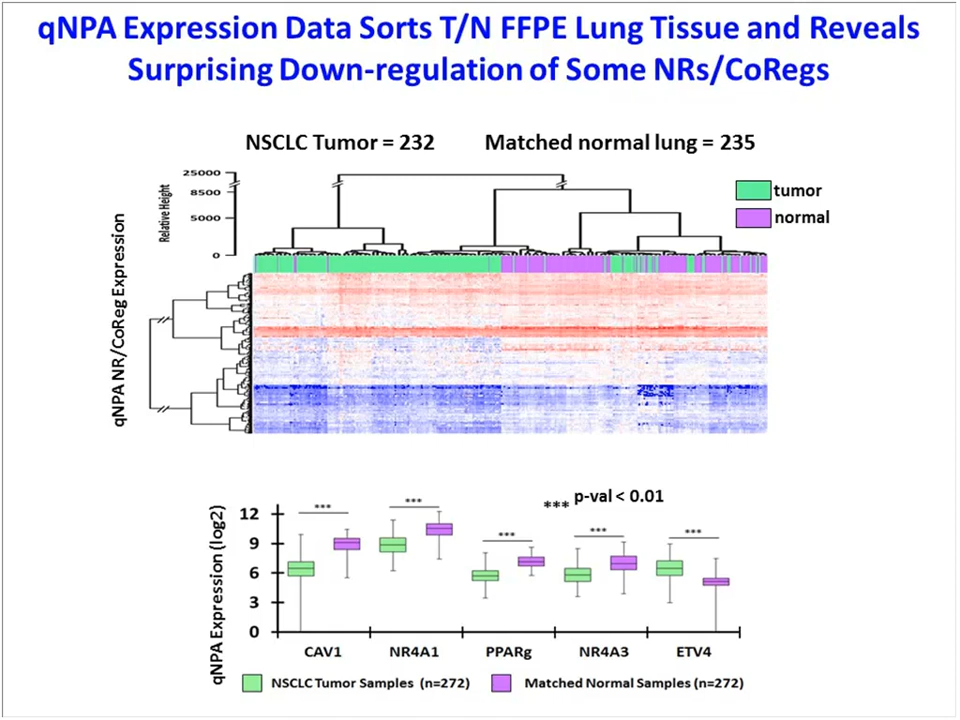 qNPA Expression Data Sorts T/N FFPE Lung Tissue and Reveals
Surprising Down-regulation of Some NRs/CoRegs
NSCLC Tumor = 232
Matched normal lung = 235
tumor
normal
Relative Height
25000
8500
5000
0
qNPA NR/CoReg Expression
*** p-val < 0.01
qNPA Expression (log2)
12
9
6
3
0
***
***
***
***
***
CAV1
NR4A1
PPARg
NR4A3
ETV4
NSCLC Tumor Samples (n=272)
Matched Normal Samples (n=272)